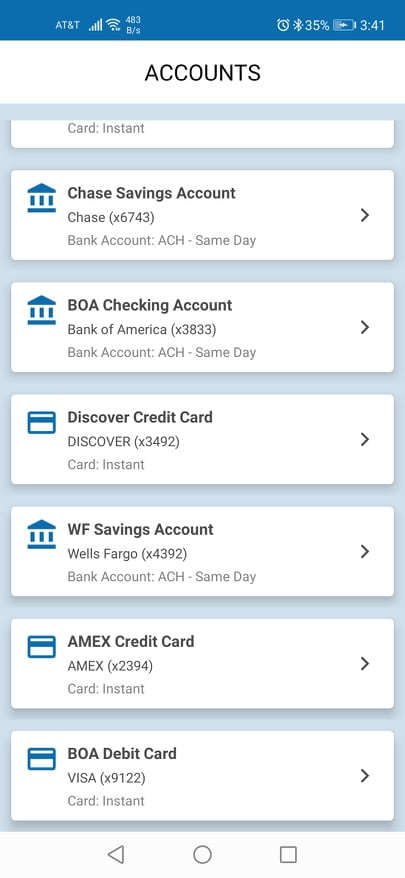 AT&T 483 B/s 35% 3:41
ACCOUNTS
Card: Instant
Chase Savings Account
Chase (x6743)
Bank Account: ACH - Same Day
BOA Checking Account
Bank of America (x3833)
Bank Account: ACH - Same Day
Discover Credit Card
DISCOVER (x3492)
Card: Instant
WF Savings Account
Wells Fargo (x4392)
Bank Account: ACH - Same Day
AMEX Credit Card
AMEX (x2394)
Card: Instant
BOA Debit Card
VISA (x9122)
Card: Instant